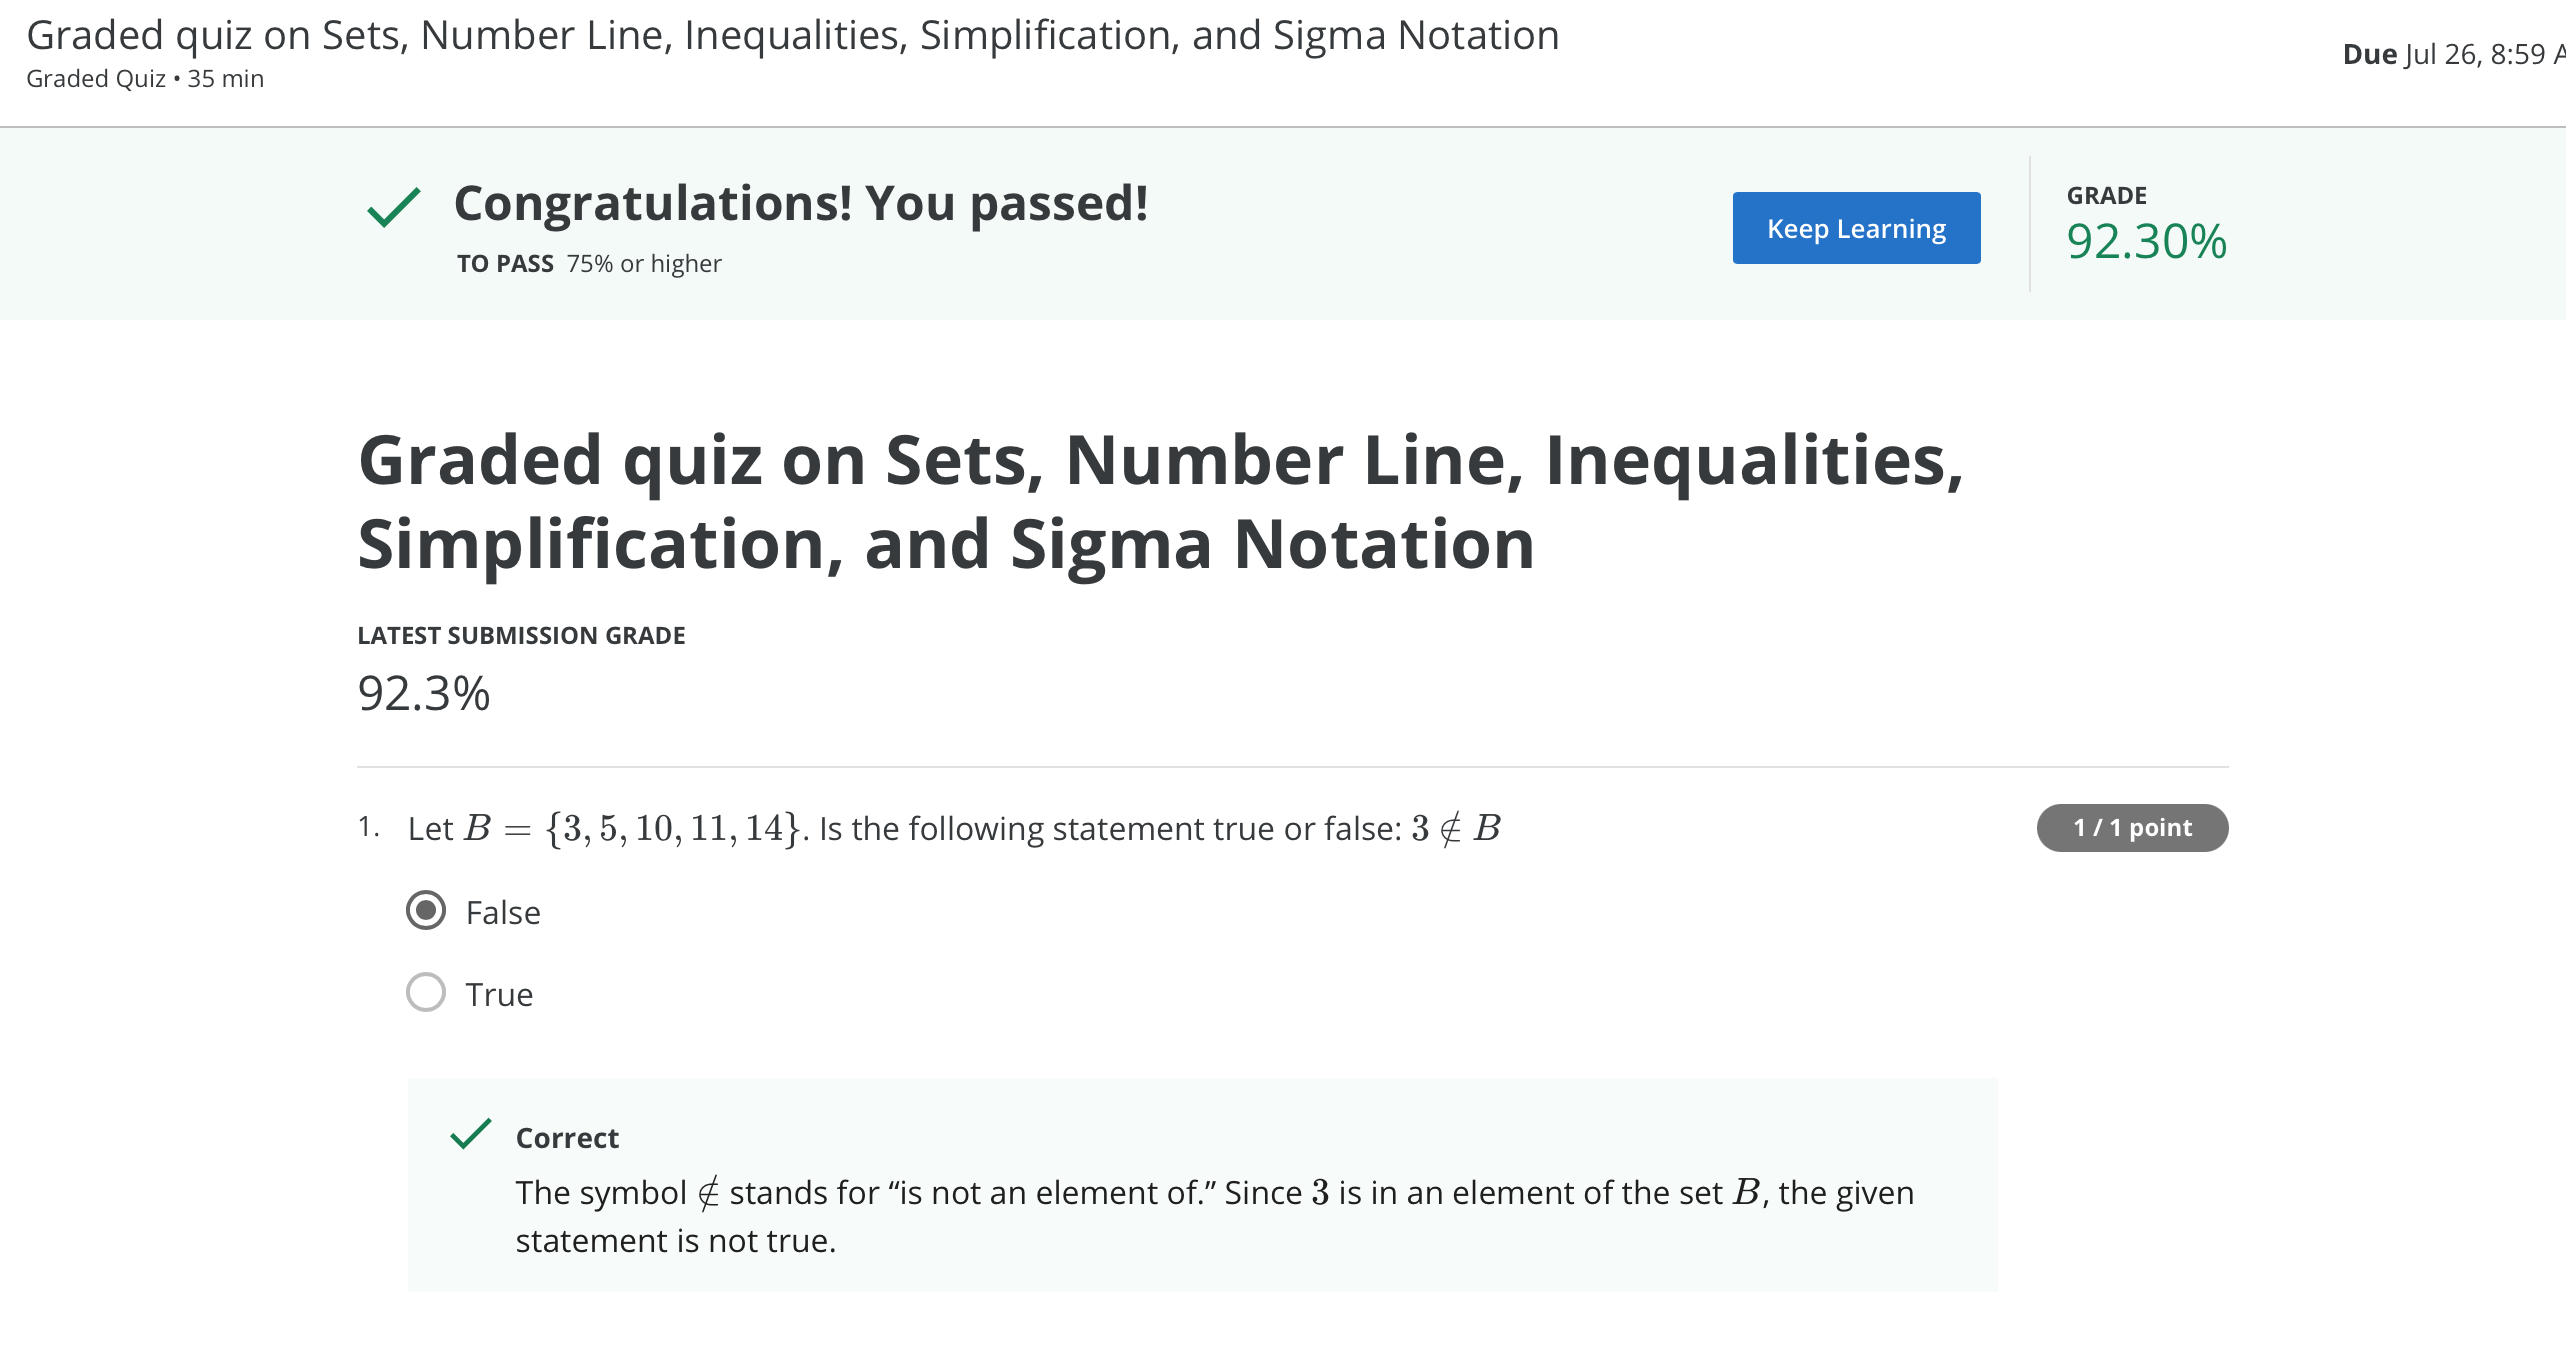 Graded quiz on Sets, Number Line, Inequalities, Simplification, and Sigma Notation
Graded Quiz • 35 min
Due Jul 26, 8:59 A
Congratulations! You passed!
TO PASS 75% or higher
Keep Learning
GRADE
92.30%
Graded quiz on Sets, Number Line, Inequalities,
Simplification, and Sigma Notation
LATEST SUBMISSION GRADE
92.3%
1. Let B = {3, 5, 10, 11, 14}. Is the following statement true or false: 3 ∉ B
1 / 1 point
False
True
Correct
The symbol ∉ stands for “is not an element of.” Since 3 is in an element of the set B, the given
statement is not true.